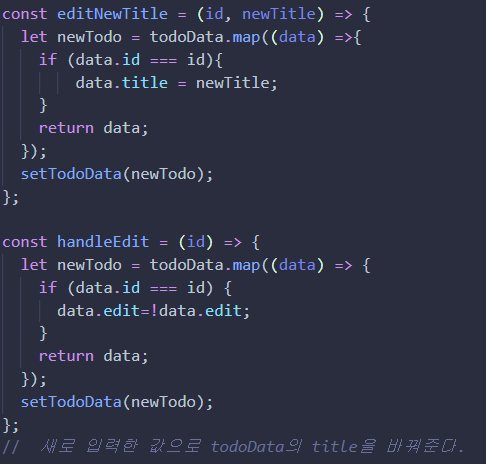 const editNewTitle = (id, newTitle) => {
let newTodo = todoData.map((data) =>{
if (data.id === id){
data.title = newTitle;
}
return data;
});
setTodoData(newTodo);
};
const handleEdit = (id) => {
let newTodo = todoData.map((data) => {
if (data.id === id) {
data.edit=!data.edit;
}
return data;
});
setTodoData(newTodo);
};
// 새로 입력한 값으로 todoData의 title을 바꿔준다.